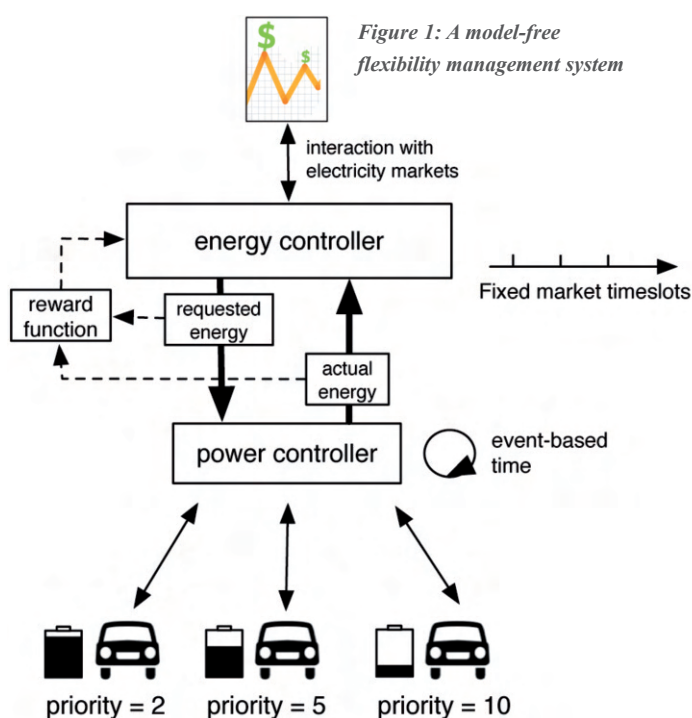 $
$
Figure 1: A model-free
flexibility management system
interaction with
electricity markets
energy controller
Fixed market timeslots
reward
function
requested
energy
actual
energy
power controller
event-based
time
priority = 2
priority = 5
priority = 10